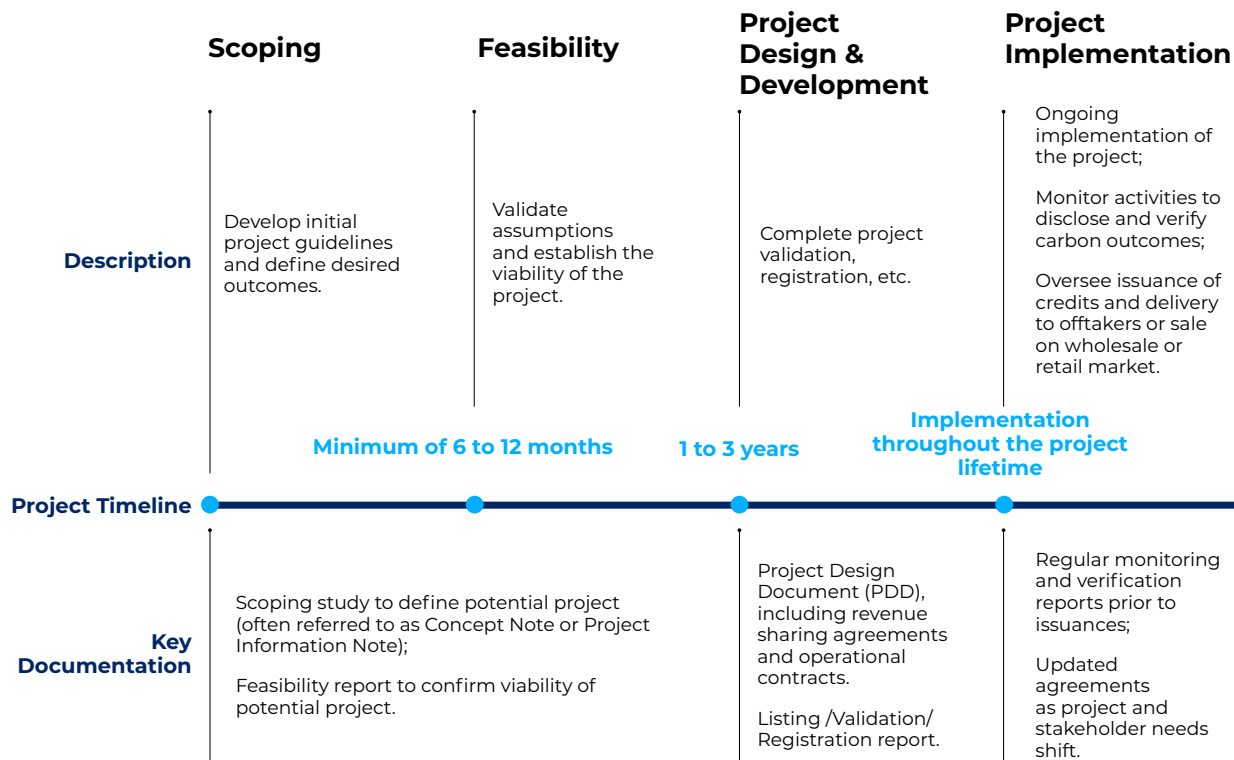 Scoping
Feasibility
Project
Design &
Development
Project
Implementation
Description
Develop initial
project guidelines
and define desired
outcomes.
Validate
assumptions
and establish the
viability of the
project.
Complete project
validation,
registration, etc.
Ongoing
implementation of
the project;
Monitor activities to
disclose and verify
carbon outcomes;
Oversee issuance of
credits and delivery
to offtakers or sale
on wholesale or
retail market.
Minimum of 6 to 12 months
1 to 3 years
Implementation
throughout the project
lifetime
Project Timeline
Key
Documentation
Scoping study to define potential project
(often referred to as Concept Note or Project
Information Note);
Feasibility report to confirm viability of
potential project.
Project Design
Document (PDD),
including revenue
sharing agreements
and operational
contracts.
Listing /Validation/
Registration report.
Regular monitoring
and verification
reports prior to
issuances;
Updated
agreements
as project and
stakeholder needs
shift.